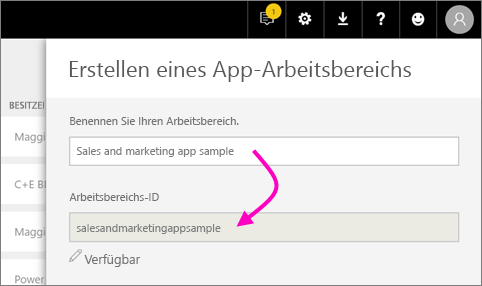 1
?
Erstellen eines App-Arbeitsbereichs
BESITZE
Benennen Sie Ihren Arbeitsbereich.
Maggi
Sales and marketing app sample
C+E B
Arbeitsbereichs-ID
Maggi
salesandmarketingappsample
Verfügbar
Power